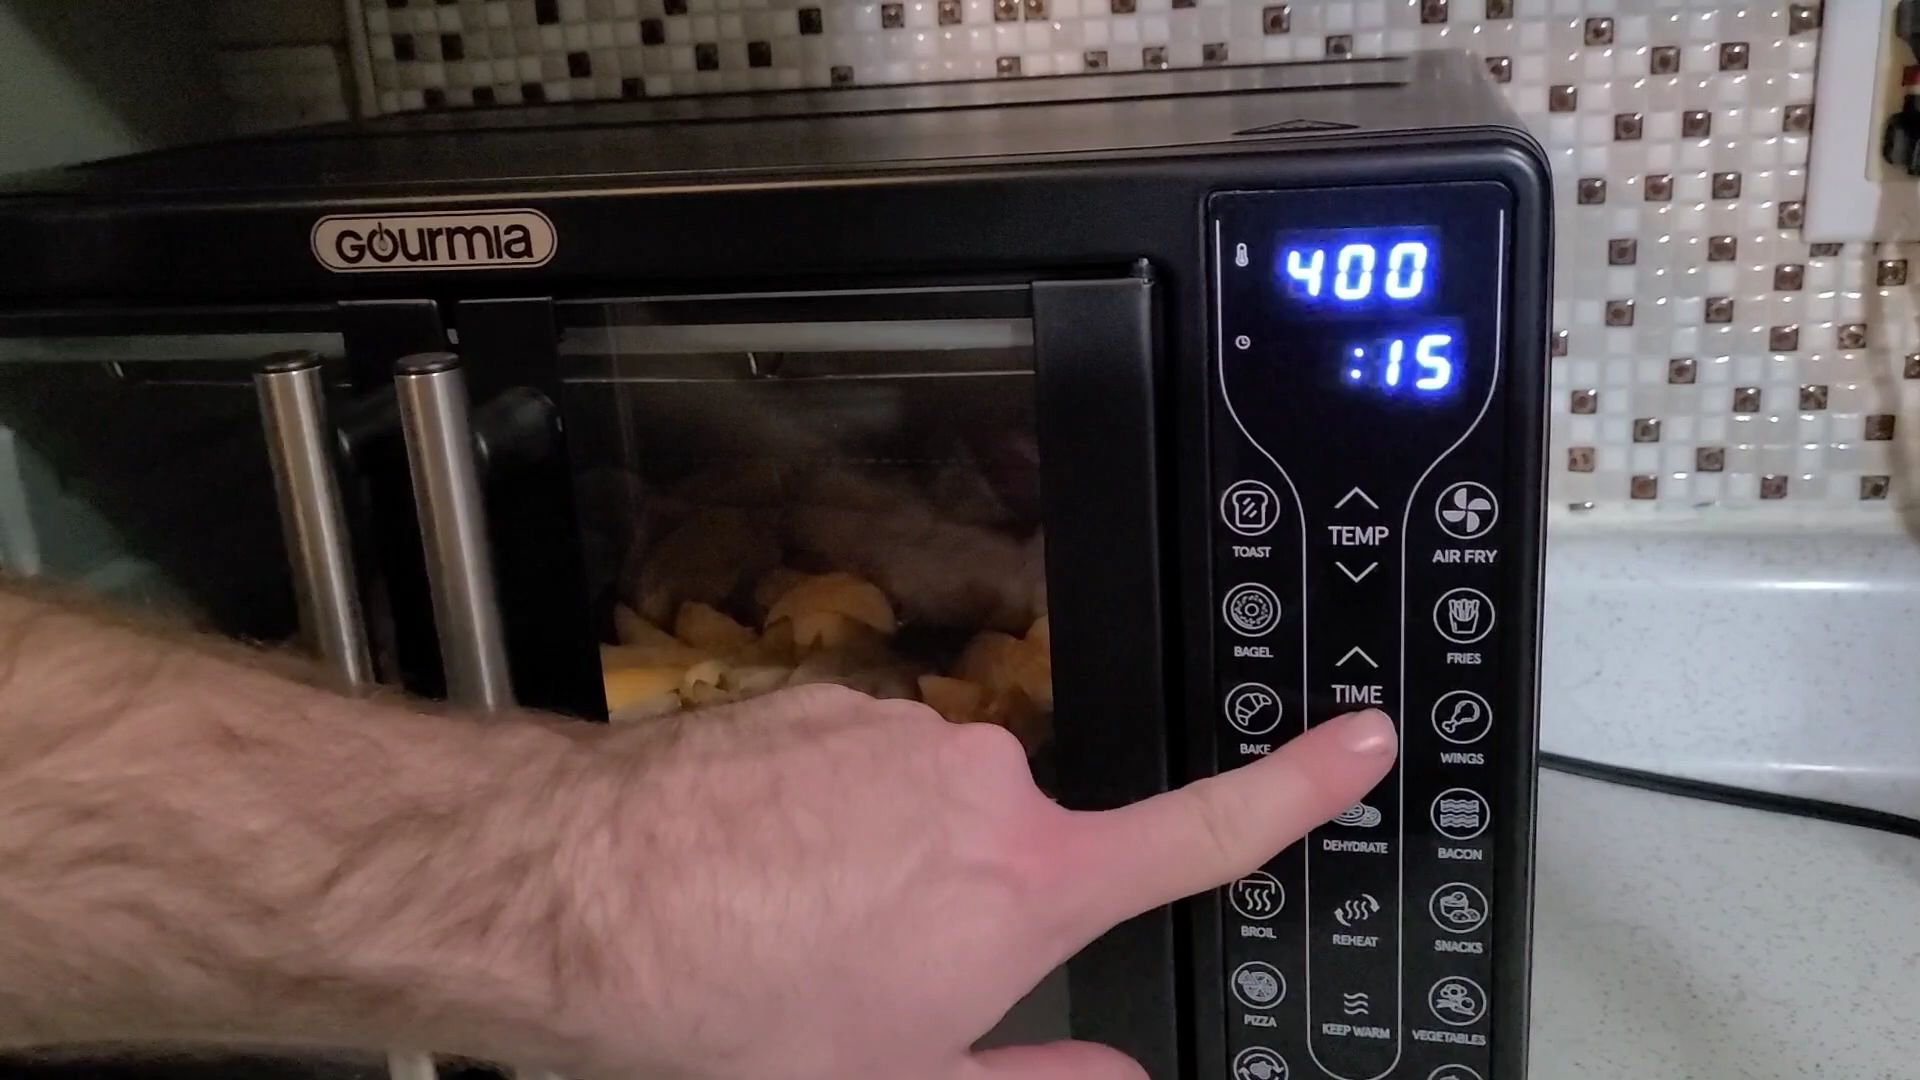 GOurmia
400
:15
TOAST
TEMP
AIR FRY
BAGEL
FRIES
TIME
BAKE
WINGS
DEHYDRATE
BACON
BROIL
REHEAT
SNACKS
PIZZA
KEEP WARM
VEGETABLES